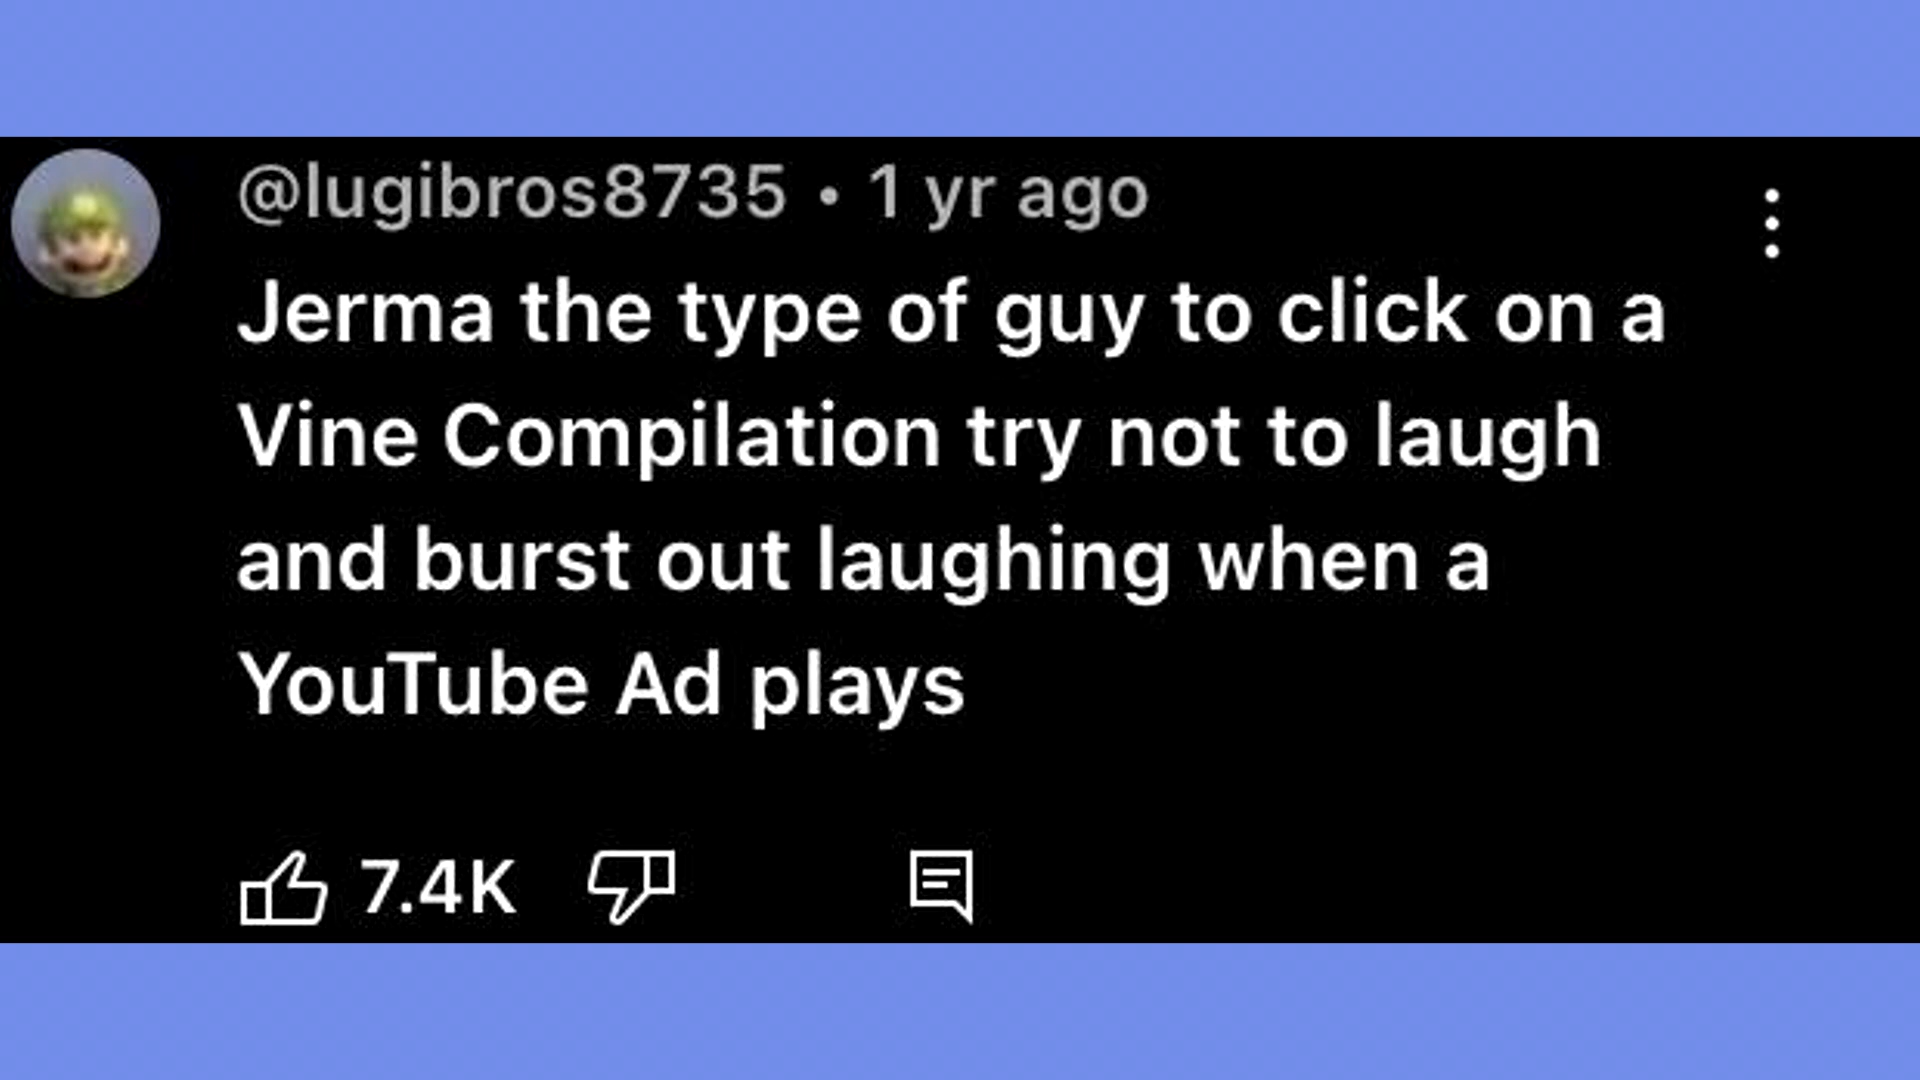 @lugibros8735 • 1 yr ago
Jerma the type of guy to click on a
Vine Compilation try not to laugh
and burst out laughing when a
YouTube Ad plays
7.4K